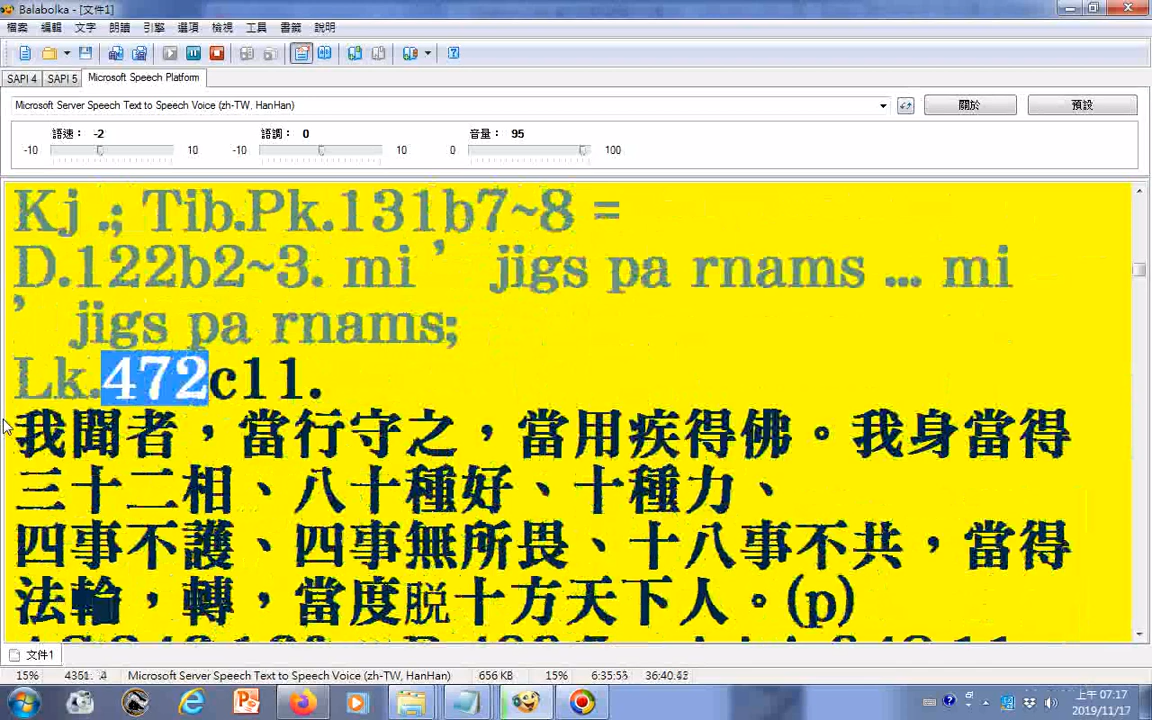 Balabolka - [文件1]
檔案 編輯 文字 朗讀 引擎 選項 檢視 工具 書籤 說明
SAPI 4 SAPI 5 Microsoft Speech Platform
Microsoft Server Speech Text to Speech Voice (zh-TW, HanHan) 關於 預設
語速： -2 語調： 0 音量： 95
-10 10 -10 10 0 100
Kj .; Tib.Pk.131b7~8 =
D.122b2~3. mi ’ jigs pa rnams ... mi
’ jigs pa rnams;
Lk.472c11.
我聞者，當行守之，當用疾得佛。我身當得
三十二相、八十種好、十種力、
四事不護、四事無所畏、十八事不共，當得
法輪，轉，當度脱十方天下人。(p)
文件1
15% Microsoft Server Speech Text to Speech Voice (zh-TW, HanHan) 656 KB 15%
上午 07:17
2019/11/17